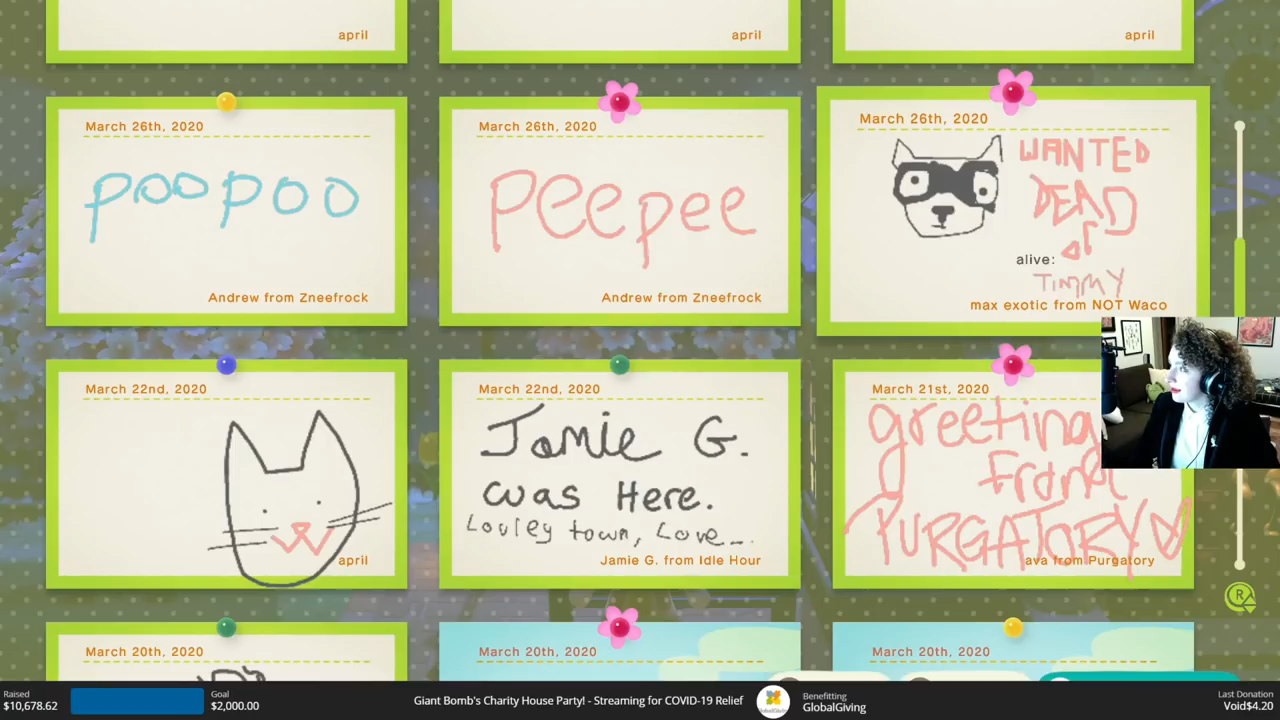 april
april
april
March 26th, 2020
poopoo
Andrew from Zneefrock
March 26th, 2020
Peepee
Andrew from Zneefrock
March 26th, 2020
WANTED
DEAD
or
alive:
TIMMY
max exotic from NOT Waco
March 22nd, 2020
april
March 22nd, 2020
Jamie G.
was Here.
Lovley town, Love...
Jamie G. from Idle Hour
March 21st, 2020
greeting
from
PURGATORY
ava from Purgatory
March 20th, 2020
March 20th, 2020
March 20th, 2020
R
Raised
$10,678.62
Goal
$2,000.00
Giant Bomb's Charity House Party! - Streaming for COVID-19 Relief
Benefitting
GlobalGiving
Last Donation
Void$4.20